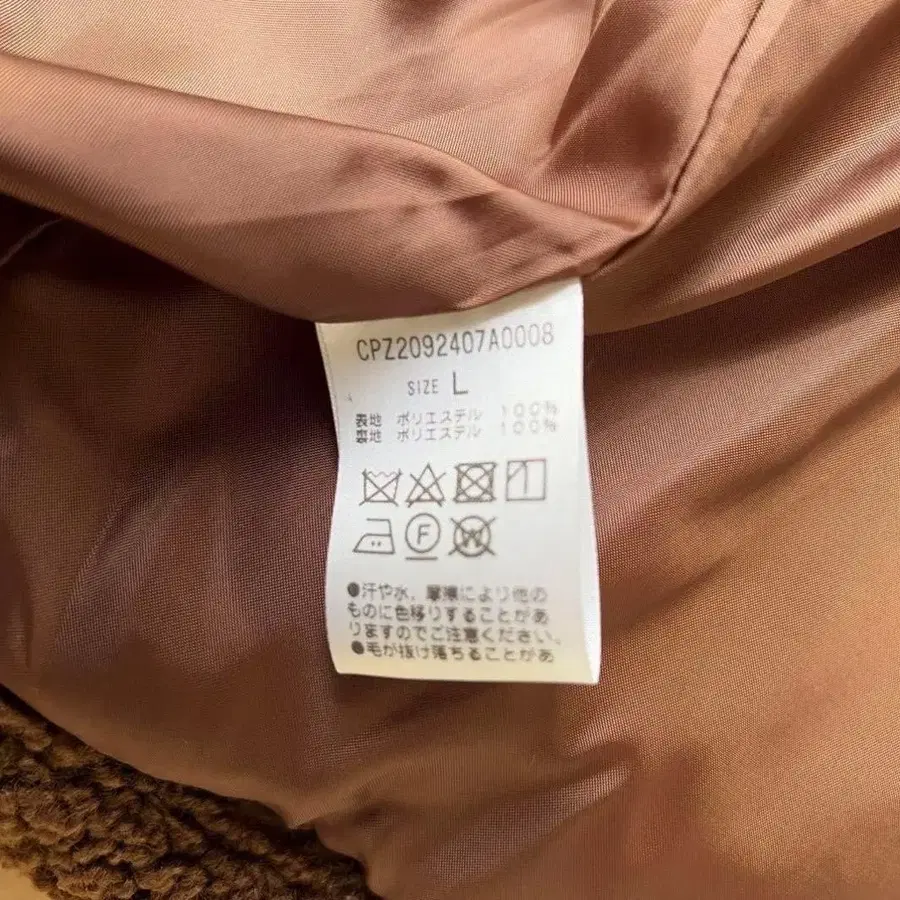 CPZ2092407A0008
SIZE L
表地 ポリエステル 100%
裏地 ポリエステル 100%
F
W
●汗や水、摩擦により他の
ものに色移りすることがあ
りますのでご注意ください。
●毛が抜け落ちることがあ